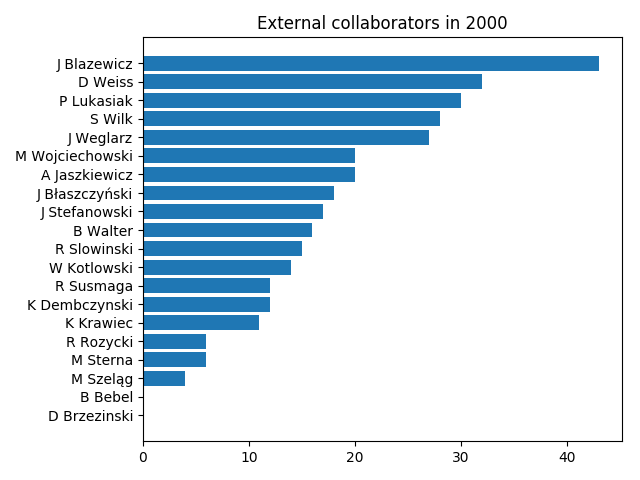 External collaborators in 2000
J Blazewicz
D Weiss
P Lukasiak
S Wilk
J Weglarz
M Wojciechowski
A Jaszkiewicz
J Błaszczyński
J Stefanowski
B Walter
R Slowinski
W Kotlowski
R Susmaga
K Dembczynski
K Krawiec
R Rozycki
M Sterna
M Szeląg
B Bebel
D Brzezinski
0 10 20 30 40